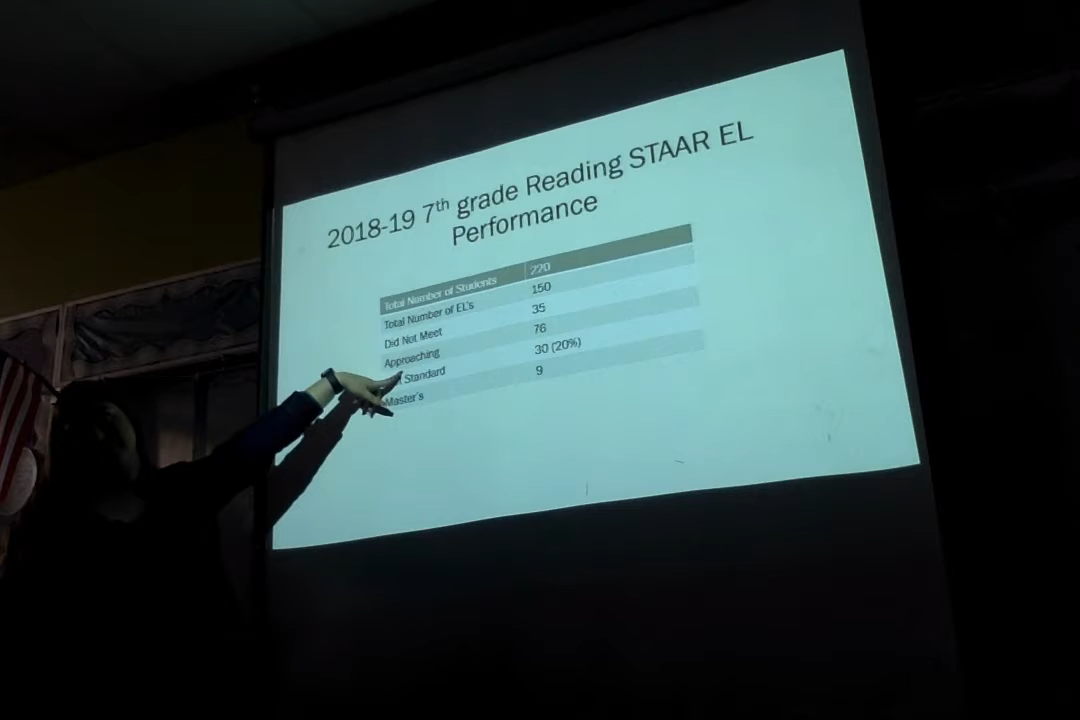 2018-19 7th grade Reading STAAR EL
Performance
Total Number of Students 220
Total Number of EL's 150
Did Not Meet 35
Approaching 76
Standard 30 (20%)
Master's 9